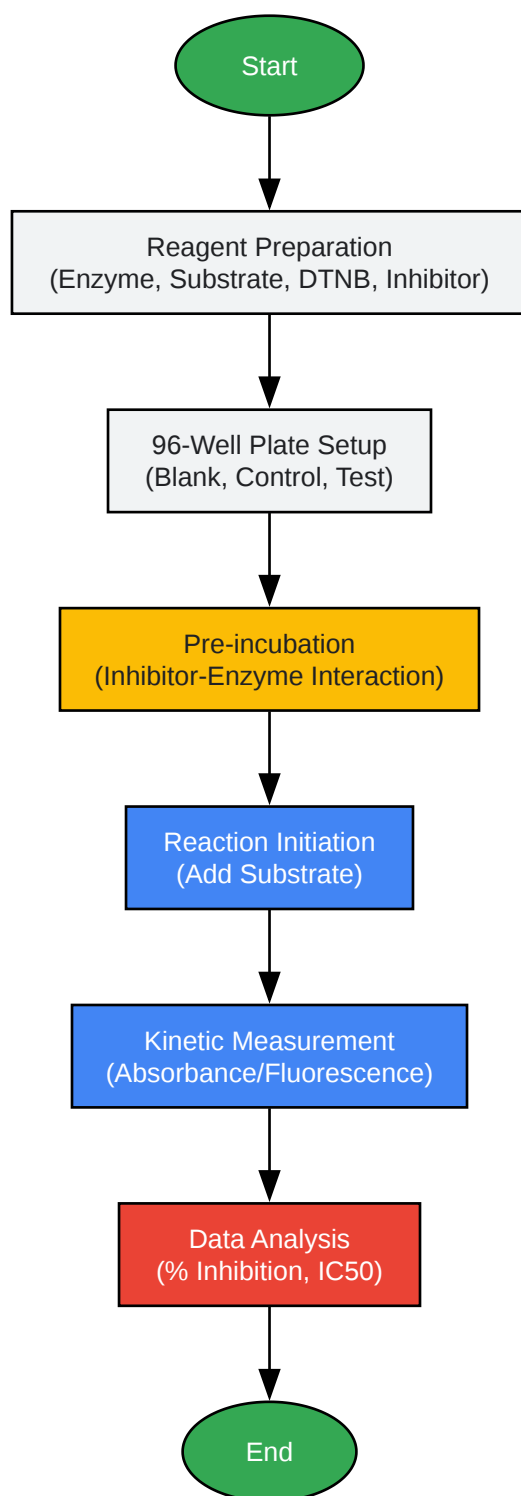 Start
Reagent Preparation
(Enzyme, Substrate, DTNB, Inhibitor)
96-Well Plate Setup
(Blank, Control, Test)
Pre-incubation
(Inhibitor-Enzyme Interaction)
Reaction Initiation
(Add Substrate)
Kinetic Measurement
(Absorbance/Fluorescence)
Data Analysis
(% Inhibition, IC50)
End